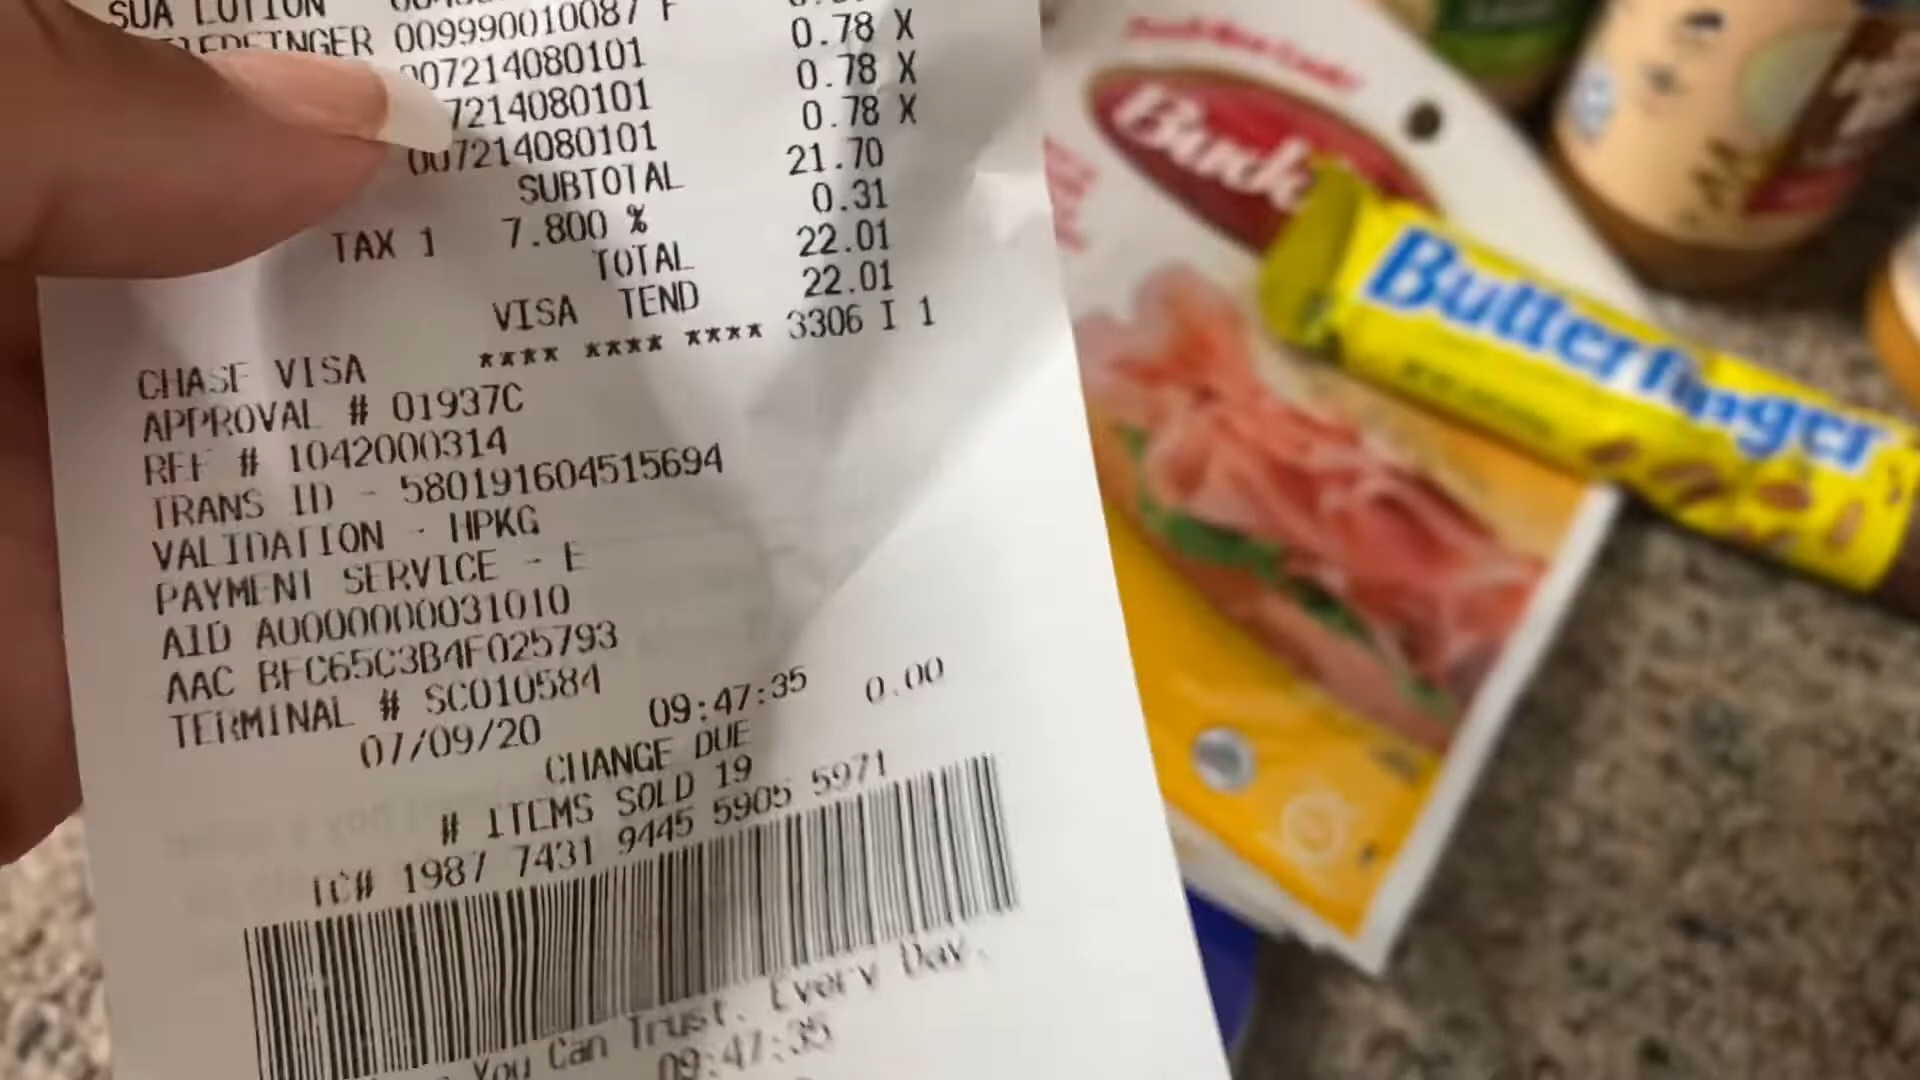 SUA LOTION
009990010087 F
007214080101 0.78 X
7214080101 0.78 X
007214080101 0.78 X
SUBTOTAL 21.70
TAX 1 7.800 % 0.31
TOTAL 22.01
VISA TEND 22.01
CHASE VISA **** **** **** 3306 I 1
APPROVAL # 01937C
REF # 1042000314
TRANS ID - 580191604515694
VALIDATION - HPKG
PAYMENT SERVICE - E
AID A0000000031010
AAC BFC65C3B4F025793
TERMINAL # SC010584
07/09/20 09:47:35
CHANGE DUE 0.00
# ITEMS SOLD 19
TC# 1987 7431 9445 5905 5971
You Can Trust. Every Day.
09:47:35
Butterfinger